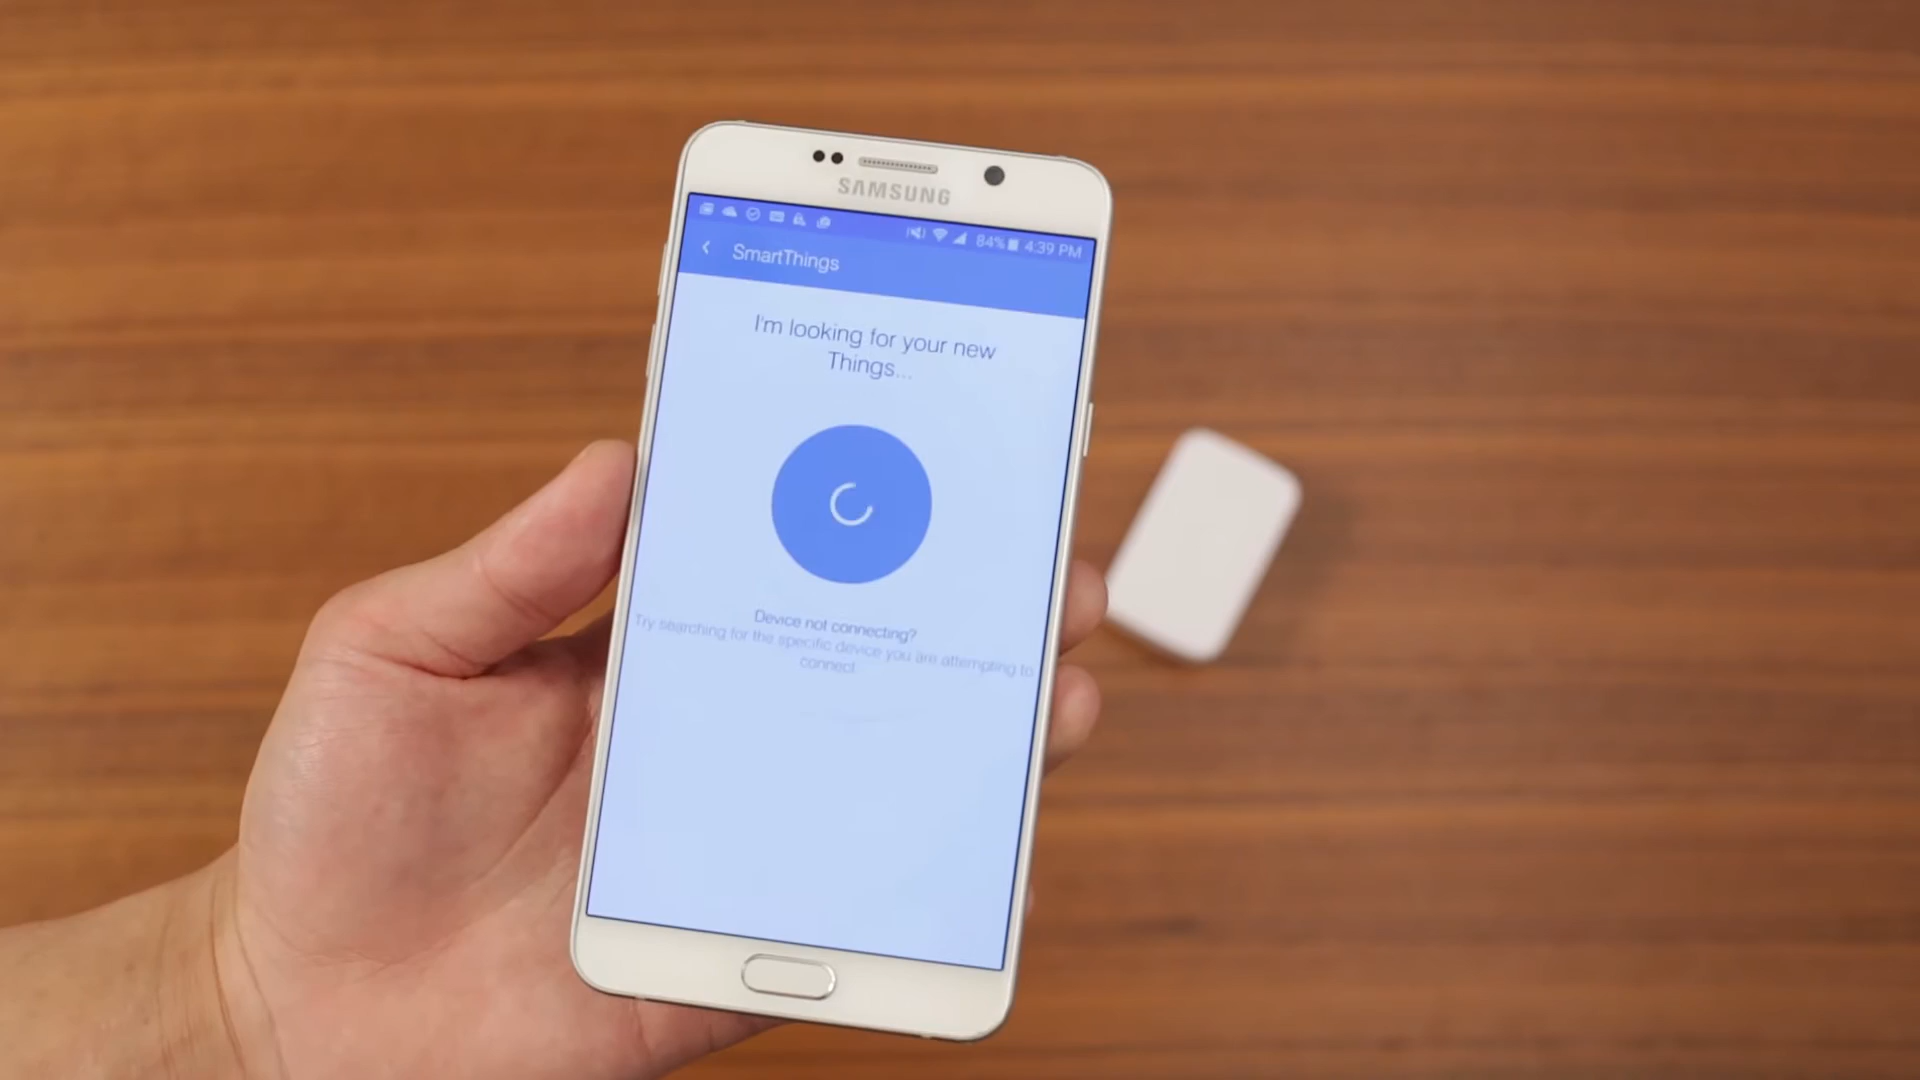 SAMSUNG
84% 4:39 PM
SmartThings
I'm looking for your new
Things...
Device not connecting?
Try searching for the specific device you are attempting to
connect.